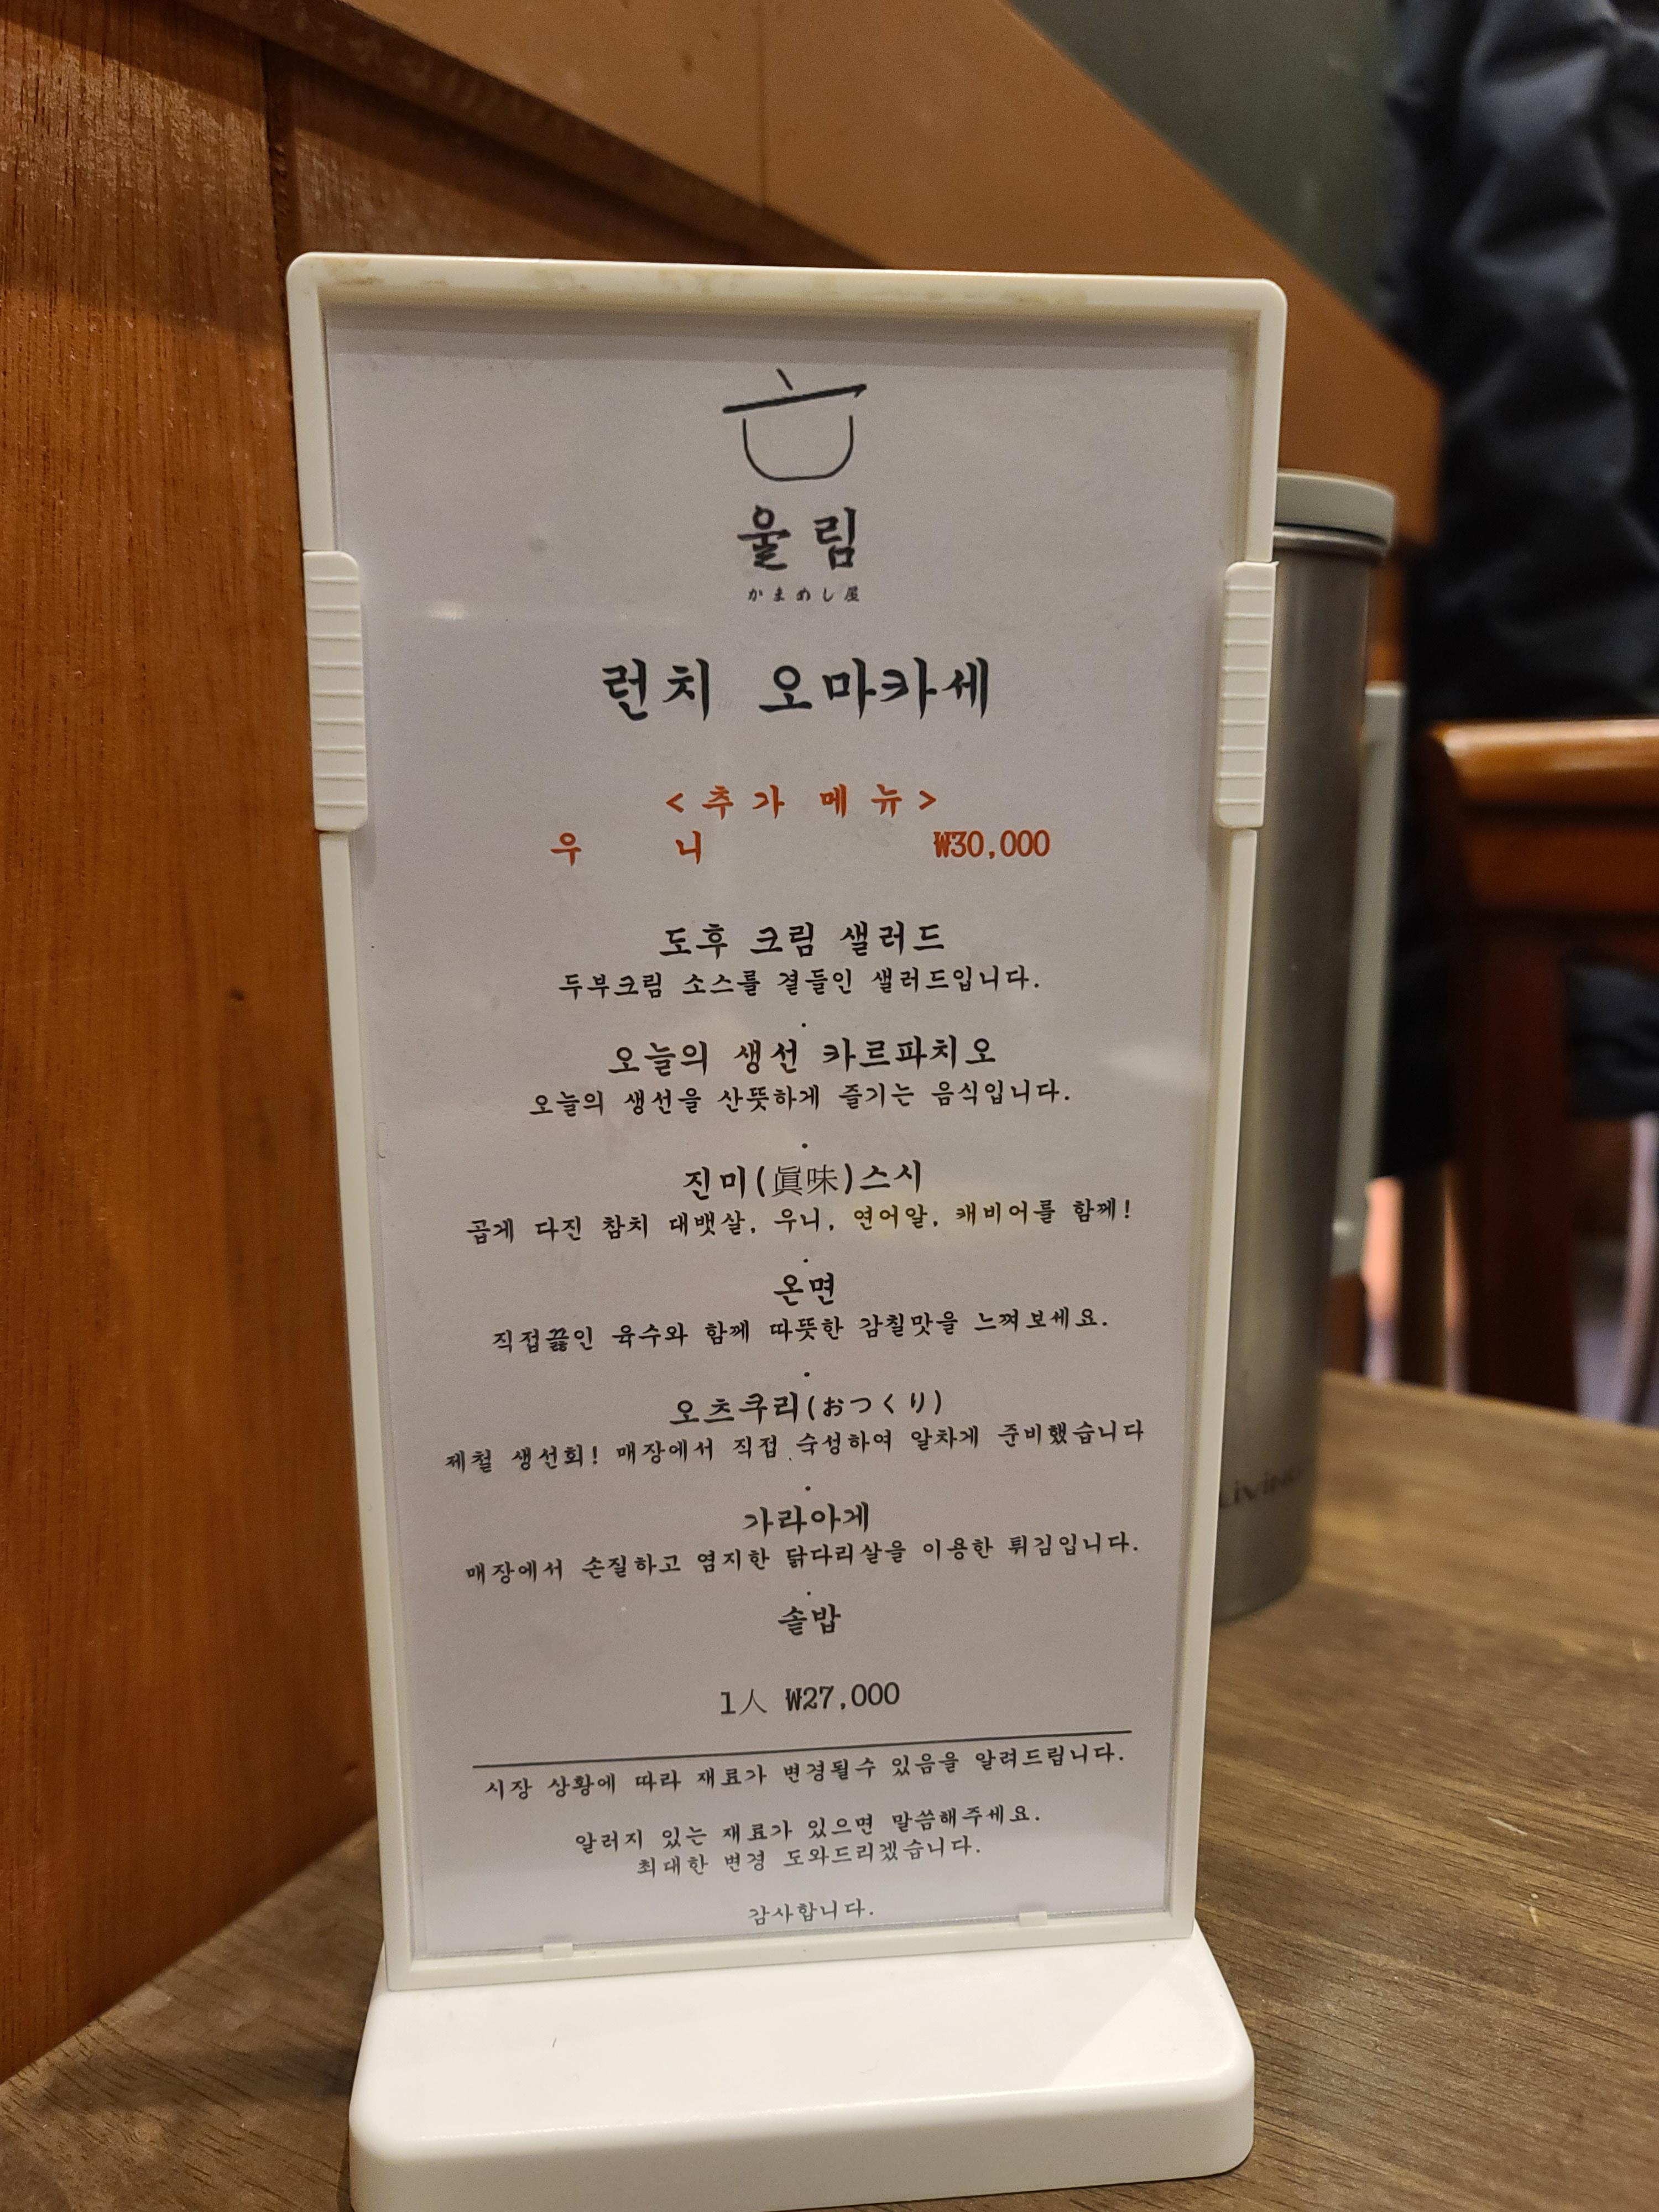 울림
かまめし屋
런치 오마카세
<추가 메뉴>
우 니 ₩30,000
도후 크림 샐러드
두부크림 소스를 곁들인 샐러드입니다.
오늘의 생선 카르파치오
오늘의 생선을 산뜻하게 즐기는 음식입니다.
진미(眞味)스시
곱게 다진 참치 대뱃살, 우니, 연어알, 캐비어를 함께!
온면
직접끓인 육수와 함께 따뜻한 감칠맛을 느껴보세요.
오츠쿠리(おつくり)
제철 생선회! 매장에서 직접 숙성하여 알차게 준비했습니다
가라아게
매장에서 손질하고 염지한 닭다리살을 이용한 튀김입니다.
솥밥
1人 ₩27,000
시장 상황에 따라 재료가 변경될수 있음을 알려드립니다.
알러지 있는 재료가 있으면 말씀해주세요.
최대한 변경 도와드리겠습니다.
감사합니다.